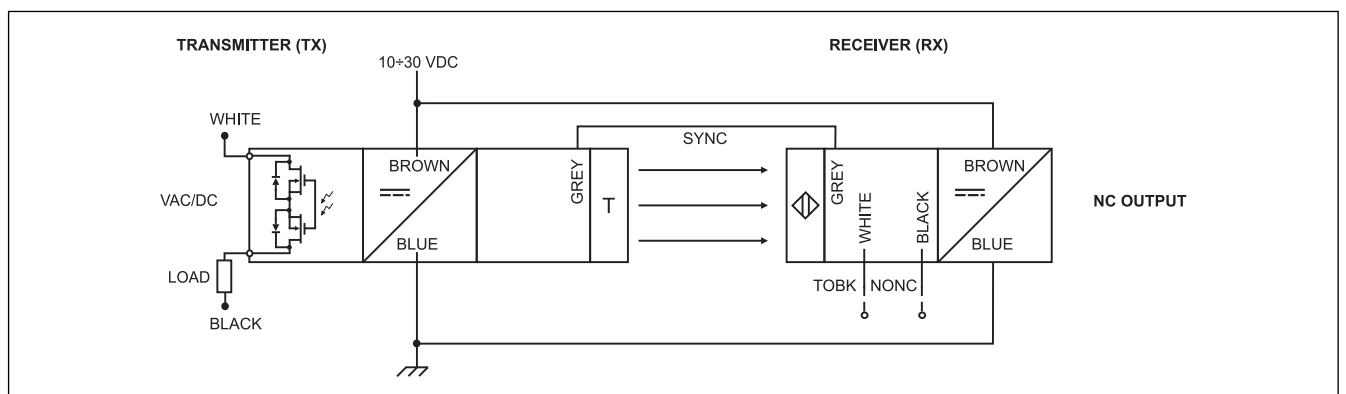 TRANSMITTER (TX)
RECEIVER (RX)
10÷30 VDC
WHITE
SYNC
BROWN
GREY
T
GREY
WHITE
BLACK
BROWN
VAC/DC
NC OUTPUT
BLUE
BLUE
LOAD
TOBK
NONC
BLACK